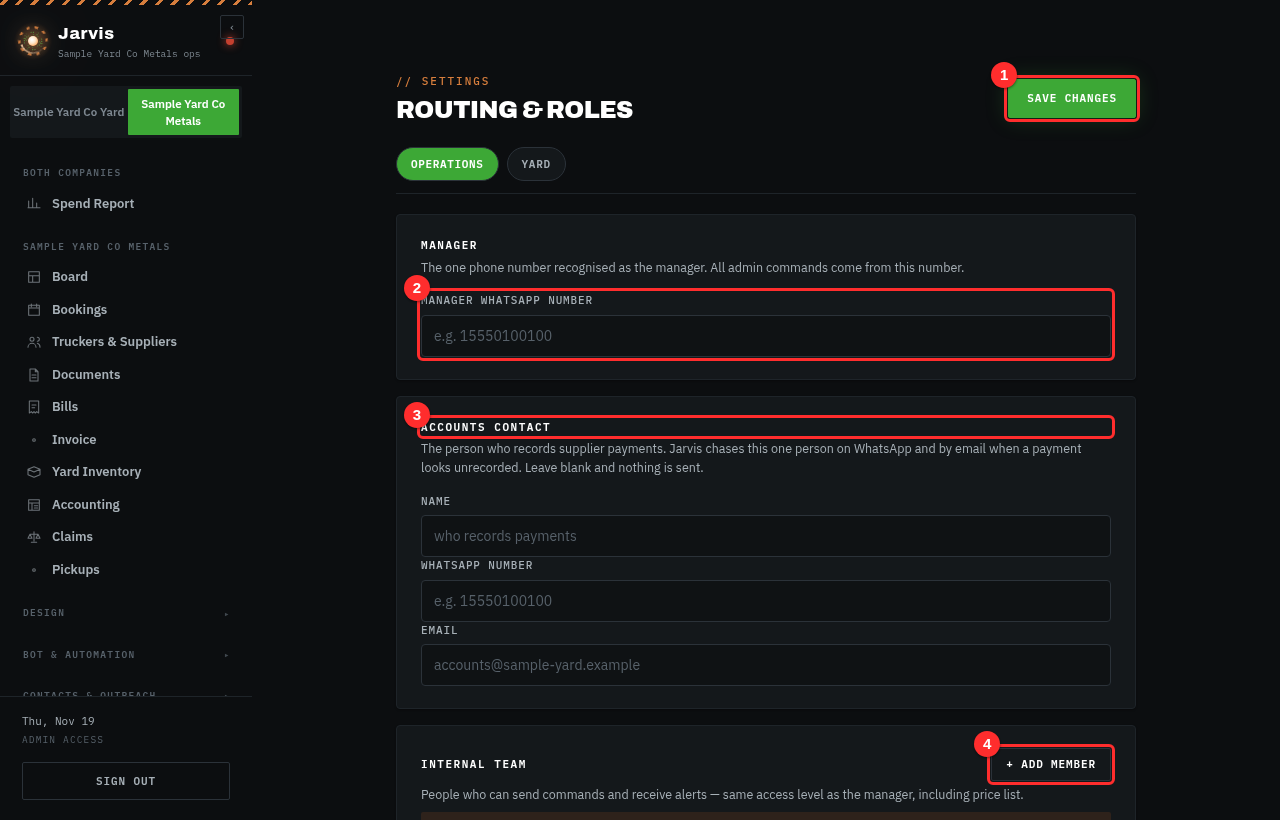 Jarvis
Sample Yard Co Metals ops
‹
Sample Yard Co Yard
Sample Yard Co
Metals
BOTH COMPANIES
Spend Report
SAMPLE YARD CO METALS
Board
Bookings
Truckers & Suppliers
Documents
Bills
Invoice
Yard Inventory
Accounting
Claims
Pickups
DESIGN
BOT & AUTOMATION
CONTACTS & OUTREACH
Thu, Nov 19
ADMIN ACCESS
SIGN OUT
// SETTINGS
ROUTING & ROLES
1
SAVE CHANGES
OPERATIONS
YARD
MANAGER
The one phone number recognised as the manager. All admin commands come from this number.
2
MANAGER WHATSAPP NUMBER
e.g. 15550100100
3
ACCOUNTS CONTACT
The person who records supplier payments. Jarvis chases this one person on WhatsApp and by email when a payment
looks unrecorded. Leave blank and nothing is sent.
NAME
who records payments
WHATSAPP NUMBER
e.g. 15550100100
EMAIL
accounts@sample-yard.example
4
INTERNAL TEAM
+ ADD MEMBER
People who can send commands and receive alerts — same access level as the manager, including price list.